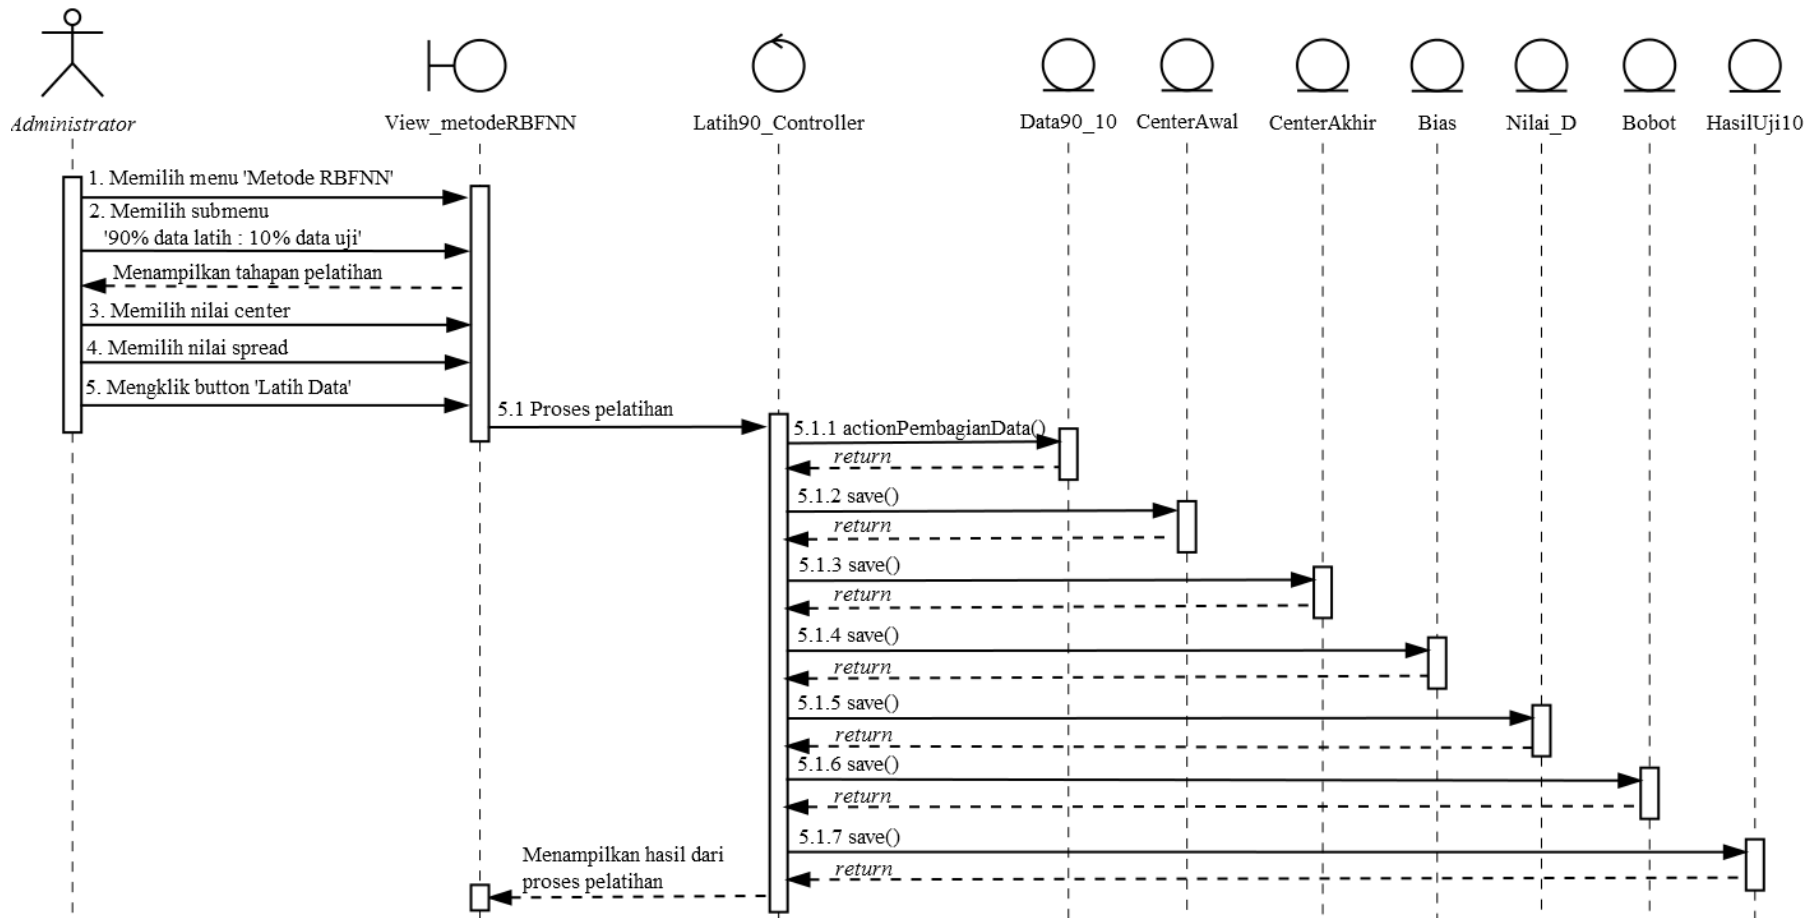 Administrator
View_metodeRBFNN
Latih90_Controller
Data90_10
CenterAwal
CenterAkhir
Bias
Nilai_D
Bobot
HasilUji10
1. Memilih menu 'Metode RBFNN'
2. Memilih submenu
'90% data latih : 10% data uji'
Menampilkan tahapan pelatihan
3. Memilih nilai center
4. Memilih nilai spread
5. Mengklik button 'Latih Data'
5.1 Proses pelatihan
5.1.1 actionPembagianData()
return
5.1.2 save()
return
5.1.3 save()
return
5.1.4 save()
return
5.1.5 save()
return
5.1.6 save()
return
5.1.7 save()
return
Menampilkan hasil dari
proses pelatihan